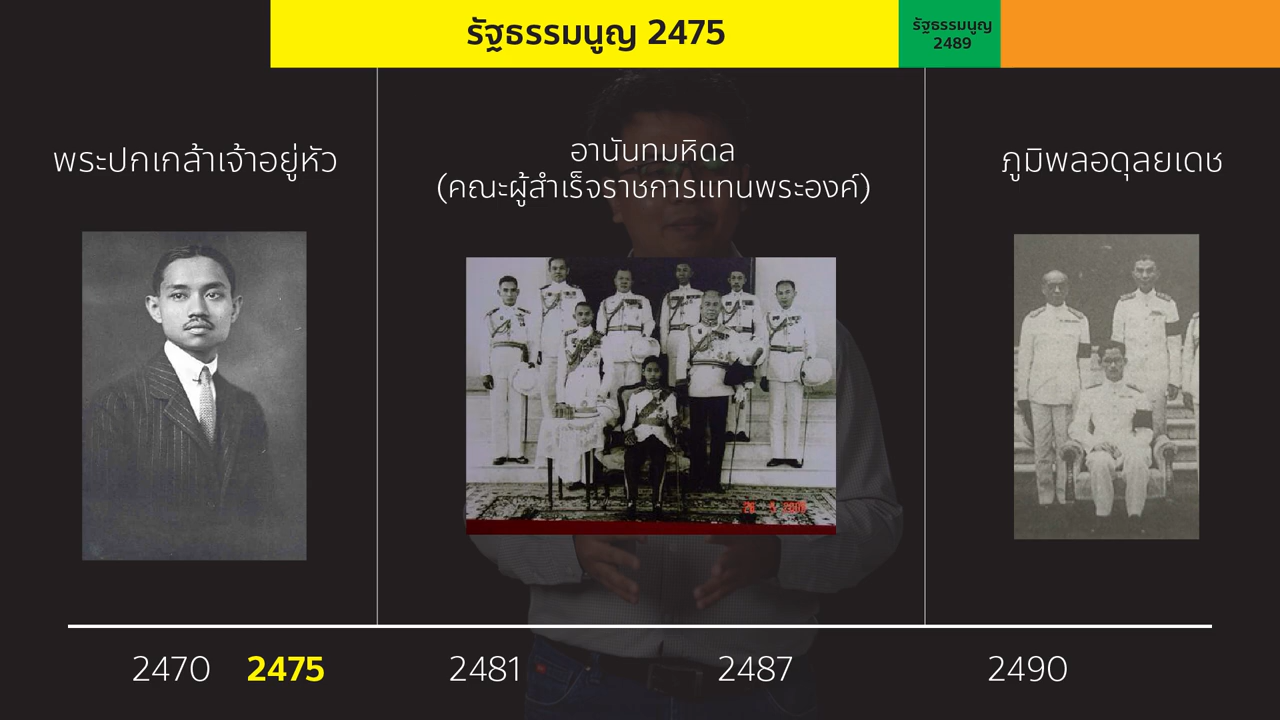 รัฐธรรมนูญ 2475
รัฐธรรมนูญ
2489
พระปกเกล้าเจ้าอยู่หัว
อานันทมหิดล
(คณะผู้สำเร็จราชการแทนพระองค์)
ภูมิพลอดุลยเดช
2470 2475 2481 2487 2490